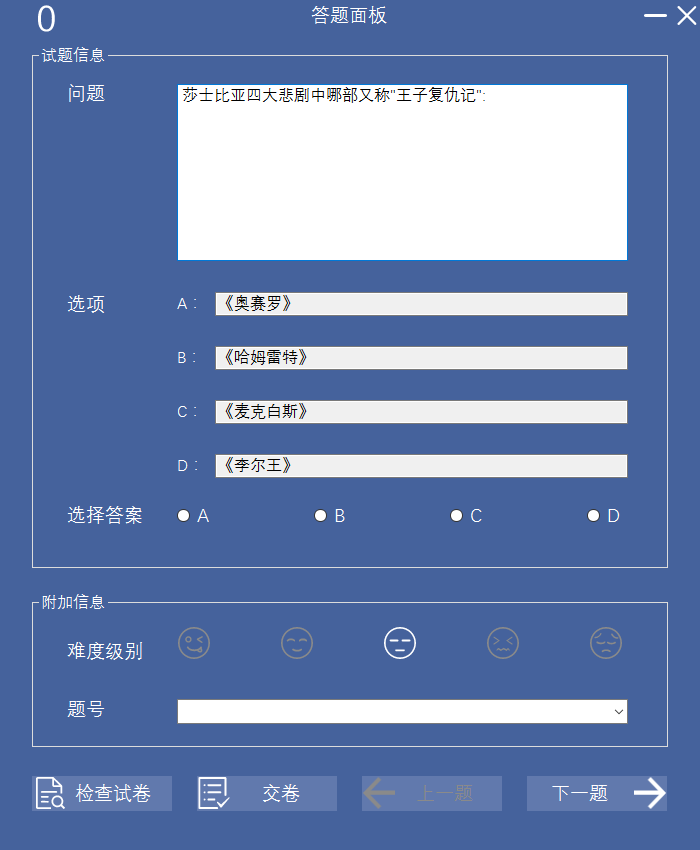 0
答题面板
试题信息
问题
莎士比亚四大悲剧中哪部又称"王子复仇记":
选项
A： 《奥赛罗》
B： 《哈姆雷特》
C： 《麦克白斯》
D： 《李尔王》
选择答案 A B C D
附加信息
难度级别
题号
检查试卷 交卷 上一题 下一题